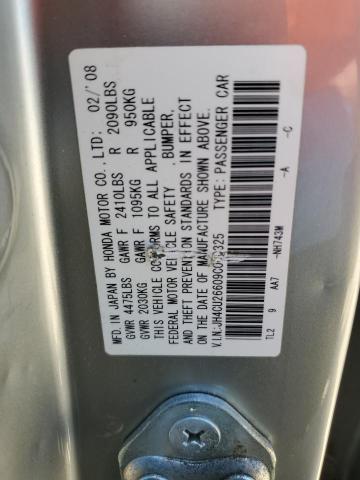 MFD. IN JAPAN BY HONDA MOTOR CO., LTD: 02/'08
GVWR 4475LBS GAWR F 2410LBS R 2090LBS
GVWR 2030KG GAWR F 1095KG R 950KG
THIS VEHICLE CONFORMS TO ALL APPLICABLE
FEDERAL MOTOR VEHICLE SAFETY , BUMPER,
AND THEFT PREVENTION STANDARDS IN EFFECT
ON THE DATE OF MANUFACTURE SHOWN ABOVE.
TYPE: PASSENGER CAR
TL2 9 AA7 -NH743M -A -C